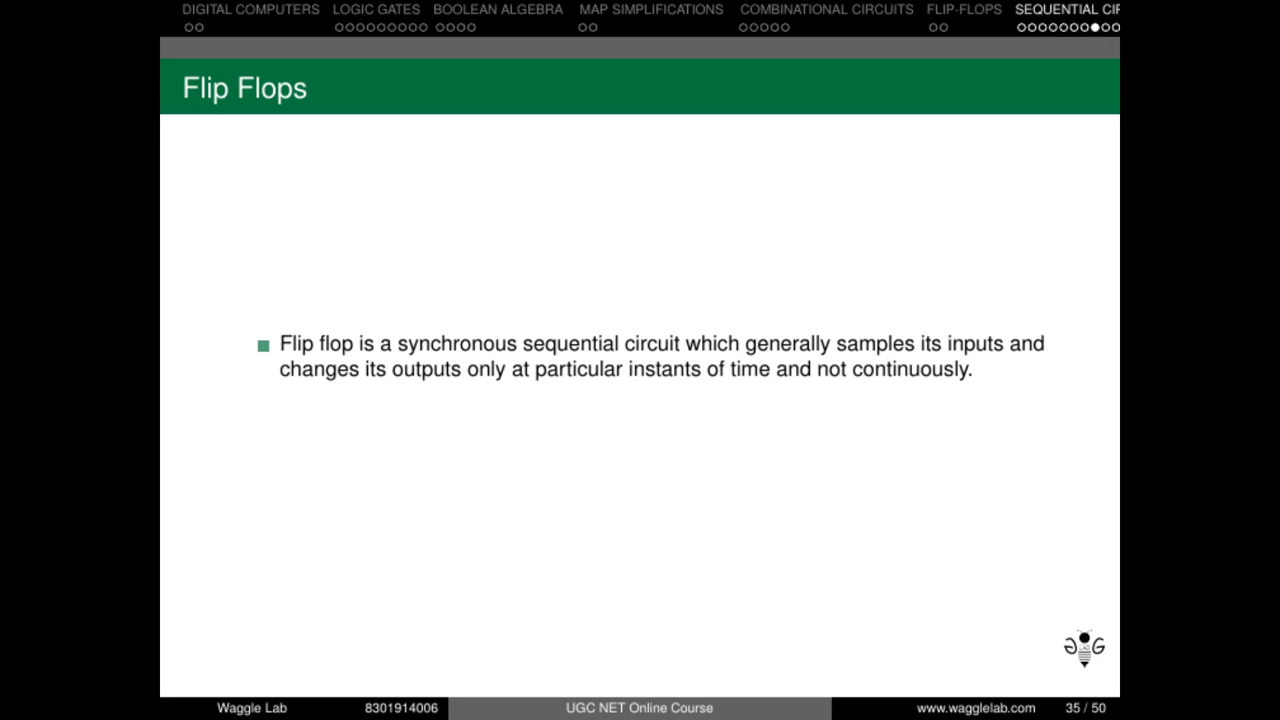 DIGITAL COMPUTERS LOGIC GATES BOOLEAN ALGEBRA MAP SIMPLIFICATIONS COMBINATIONAL CIRCUITS FLIP-FLOPS SEQUENTIAL CIR
Flip Flops
Flip flop is a synchronous sequential circuit which generally samples its inputs and
changes its outputs only at particular instants of time and not continuously.
Waggle Lab 8301914006 UGC NET Online Course www.wagglelab.com 35 / 50